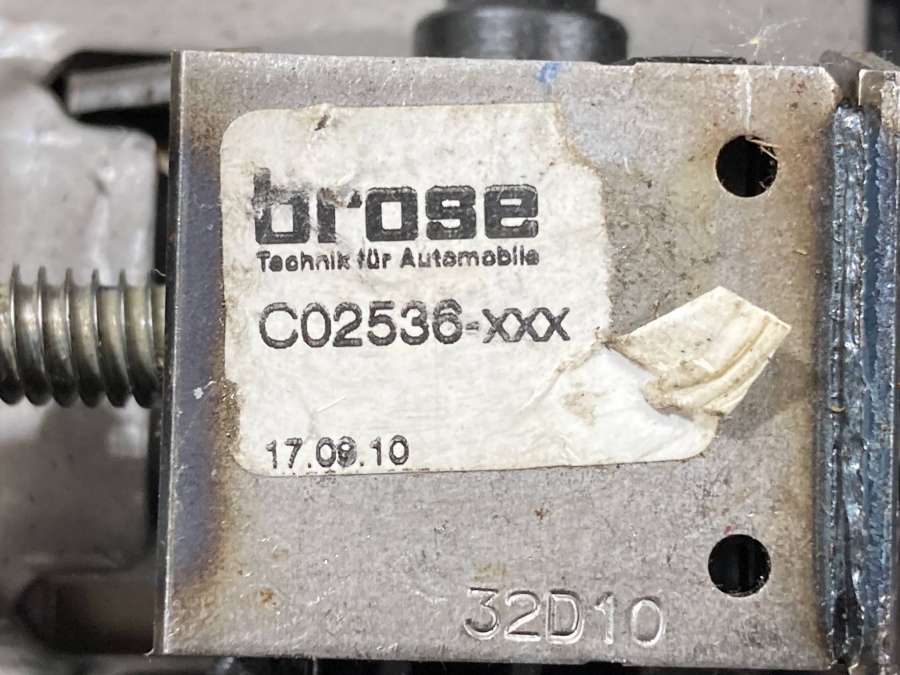 brose
Technik für Automobile
C02536-xxx
17.09.10
32D10